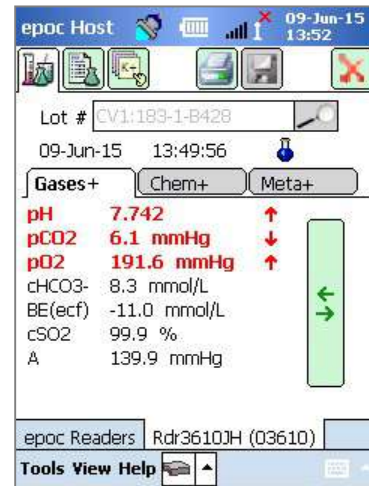 epoc Host 09-Jun-15 13:52
Lot # CV1:183-1-B428
09-Jun-15 13:49:56
Gases+ Chem+ Meta+
pH 7.742 ↑
pCO2 6.1 mmHg ↓
pO2 191.6 mmHg ↑
cHCO3- 8.3 mmol/L
BE(ecf) -11.0 mmol/L
cSO2 99.9 %
A 139.9 mmHg
epoc Readers Rdr3610JH (03610)
Tools View Help